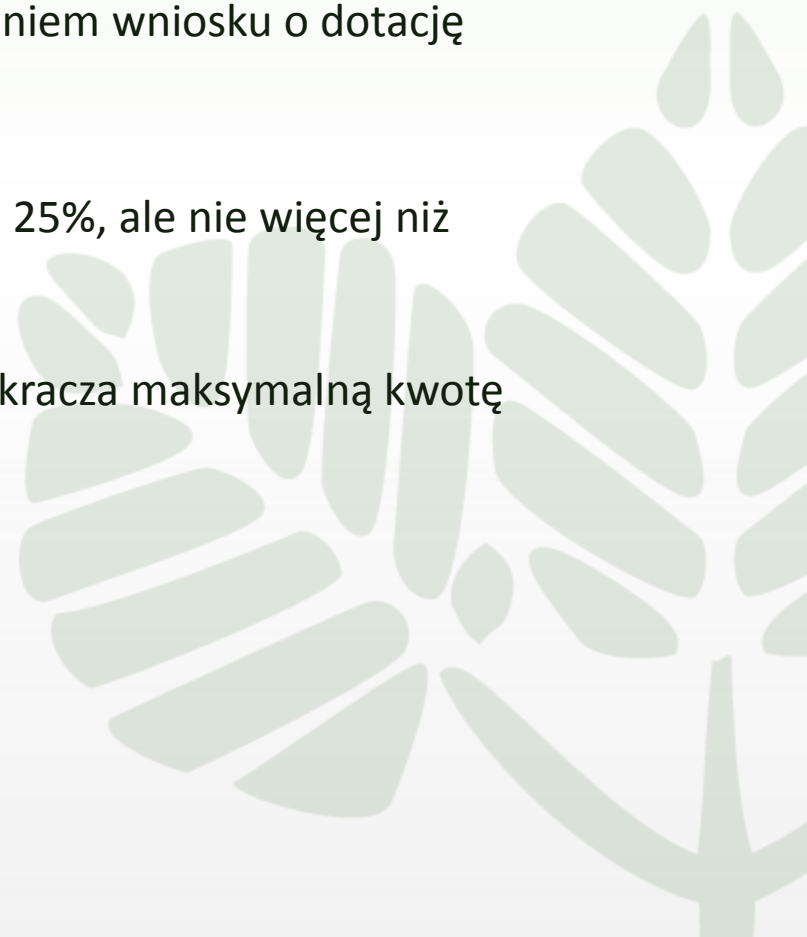 niem wniosku o dotację
25%, ale nie więcej niż
kracza maksymalną kwotę